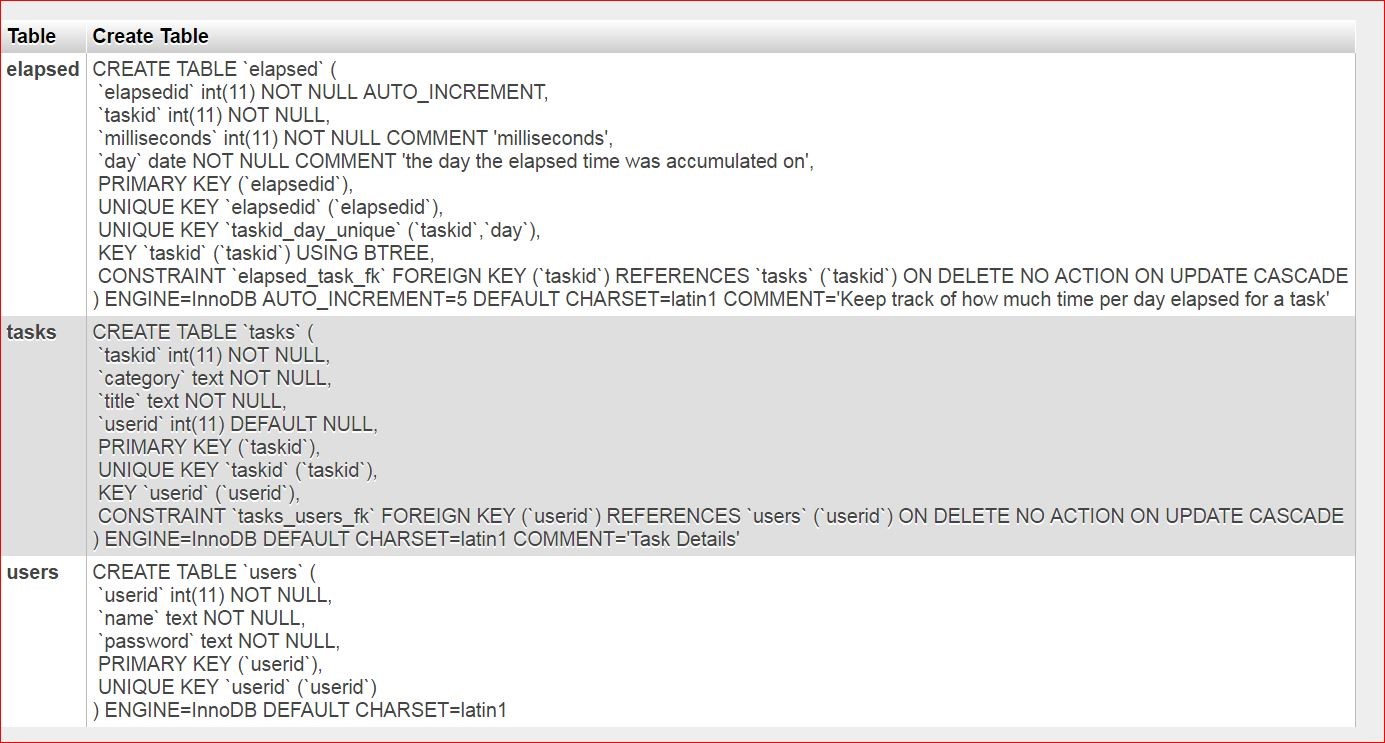 Table Create Table
elapsed CREATE TABLE `elapsed` (
`elapsedid` int(11) NOT NULL AUTO_INCREMENT,
`taskid` int(11) NOT NULL,
`milliseconds` int(11) NOT NULL COMMENT 'milliseconds',
`day` date NOT NULL COMMENT 'the day the elapsed time was accumulated on',
PRIMARY KEY (`elapsedid`),
UNIQUE KEY `elapsedid` (`elapsedid`),
UNIQUE KEY `taskid_day_unique` (`taskid`,`day`),
KEY `taskid` (`taskid`) USING BTREE,
CONSTRAINT `elapsed_task_fk` FOREIGN KEY (`taskid`) REFERENCES `tasks` (`taskid`) ON DELETE NO ACTION ON UPDATE CASCADE
) ENGINE=InnoDB AUTO_INCREMENT=5 DEFAULT CHARSET=latin1 COMMENT='Keep track of how much time per day elapsed for a task'
tasks CREATE TABLE `tasks` (
`taskid` int(11) NOT NULL,
`category` text NOT NULL,
`title` text NOT NULL,
`userid` int(11) DEFAULT NULL,
PRIMARY KEY (`taskid`),
UNIQUE KEY `taskid` (`taskid`),
KEY `userid` (`userid`),
CONSTRAINT `tasks_users_fk` FOREIGN KEY (`userid`) REFERENCES `users` (`userid`) ON DELETE NO ACTION ON UPDATE CASCADE
) ENGINE=InnoDB DEFAULT CHARSET=latin1 COMMENT='Task Details'
users CREATE TABLE `users` (
`userid` int(11) NOT NULL,
`name` text NOT NULL,
`password` text NOT NULL,
PRIMARY KEY (`userid`),
UNIQUE KEY `userid` (`userid`)
) ENGINE=InnoDB DEFAULT CHARSET=latin1